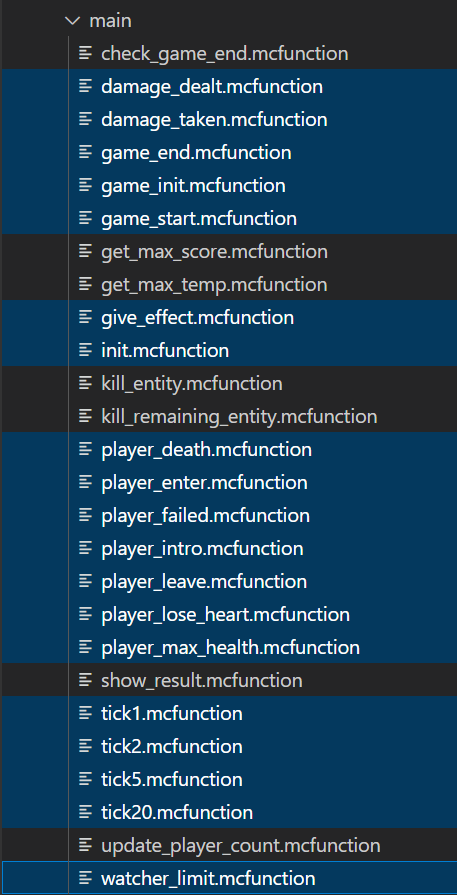 main
check_game_end.mcfunction
damage_dealt.mcfunction
damage_taken.mcfunction
game_end.mcfunction
game_init.mcfunction
game_start.mcfunction
get_max_score.mcfunction
get_max_temp.mcfunction
give_effect.mcfunction
init.mcfunction
kill_entity.mcfunction
kill_remaining_entity.mcfunction
player_death.mcfunction
player_enter.mcfunction
player_failed.mcfunction
player_intro.mcfunction
player_leave.mcfunction
player_lose_heart.mcfunction
player_max_health.mcfunction
show_result.mcfunction
tick1.mcfunction
tick2.mcfunction
tick5.mcfunction
tick20.mcfunction
update_player_count.mcfunction
watcher_limit.mcfunction